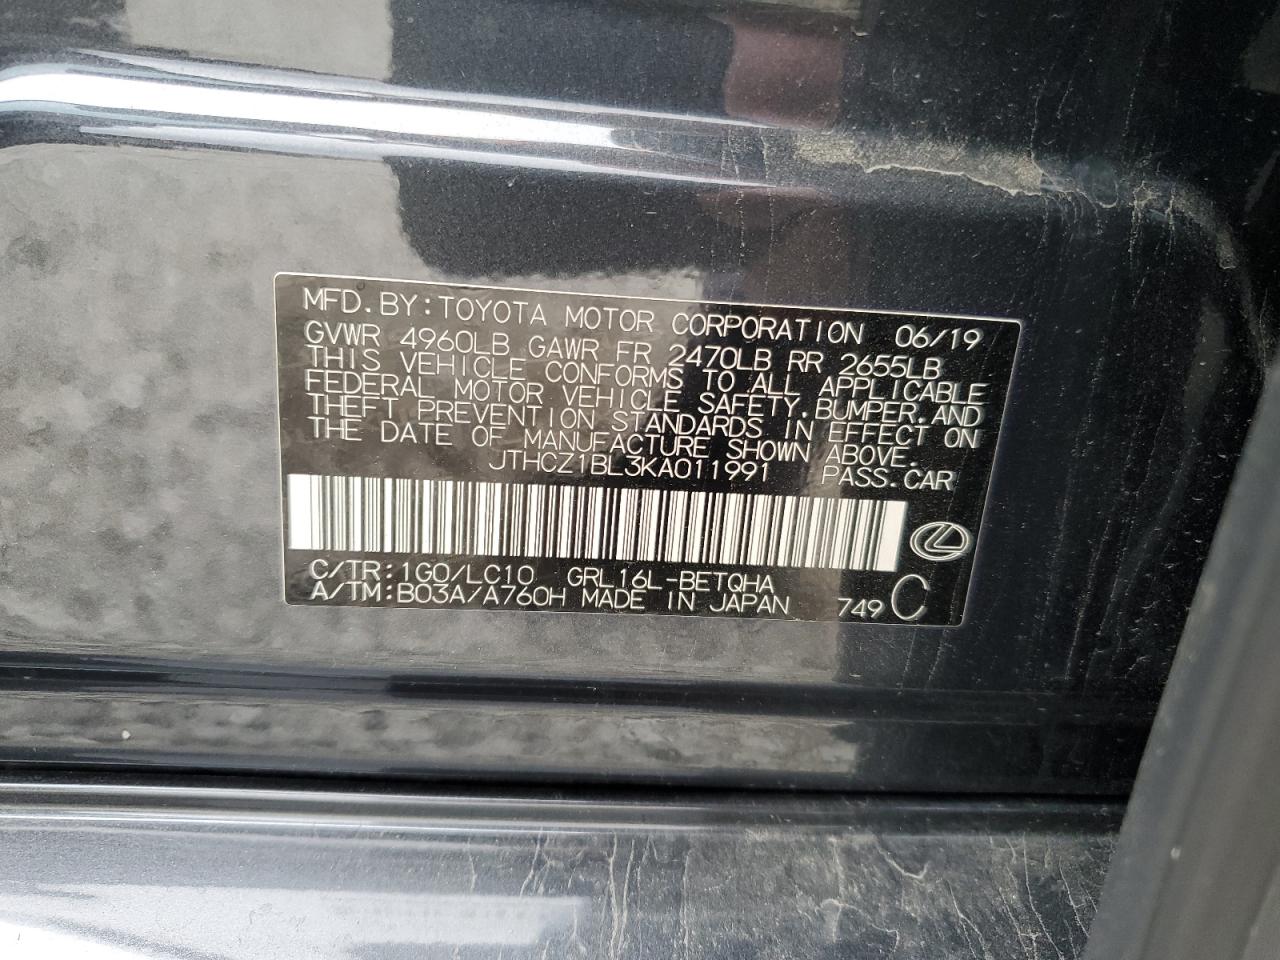 MFD.BY:TOYOTA MOTOR CORPORATION 06/19
GVWR 4960LB GAWR FR 2470LB RR 2655LB
THIS VEHICLE CONFORMS TO ALL APPLICABLE
FEDERAL MOTOR VEHICLE SAFETY,BUMPER,AND
THEFT PREVENTION STANDARDS IN EFFECT ON
THE DATE OF MANUFACTURE SHOWN ABOVE.
JTHCZ1BL3KA011991 PASS.CAR
C/TR:1G0/LC10 GRL16L-BETQHA
A/TM:B03A/A760H MADE IN JAPAN 749 C